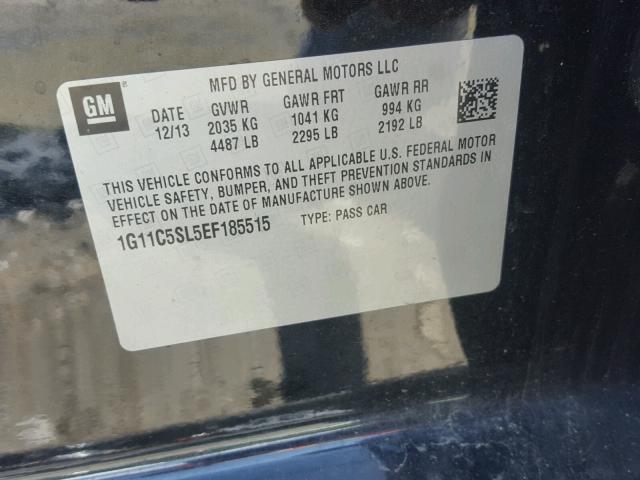 MFD BY GENERAL MOTORS LLC
GM
DATE GVWR GAWR FRT GAWR RR
12/13 2035 KG 1041 KG 994 KG
4487 LB 2295 LB 2192 LB
THIS VEHICLE CONFORMS TO ALL APPLICABLE U.S. FEDERAL MOTOR
VEHICLE SAFETY, BUMPER, AND THEFT PREVENTION STANDARDS IN
EFFECT ON THE DATE OF MANUFACTURE SHOWN ABOVE.
1G11C5SL5EF185515 TYPE: PASS CAR